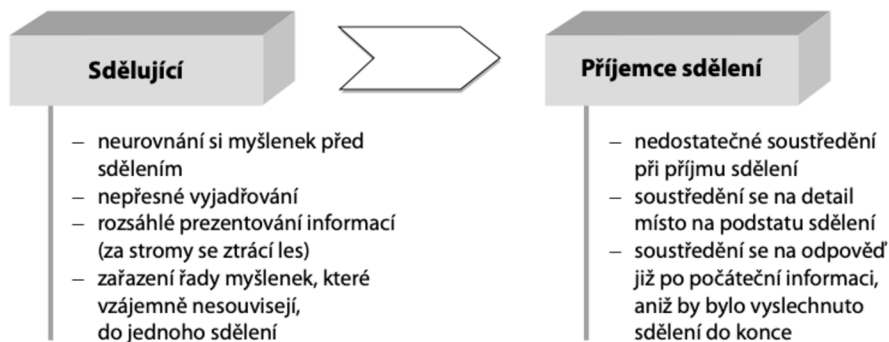 Sdělující
– neurovnání si myšlenek před
sdělením
– nepřesné vyjadřování
– rozsáhlé prezentování informací
(za stromy se ztrácí les)
– zařazení řady myšlenek, které
vzájemně nesouvisejí,
do jednoho sdělení
Příjemce sdělení
– nedostatečné soustředění
při příjmu sdělení
– soustředění se na detail
místo na podstatu sdělení
– soustředění se na odpověď
již po počáteční informaci,
aniž by bylo vyslechnuto
sdělení do konce